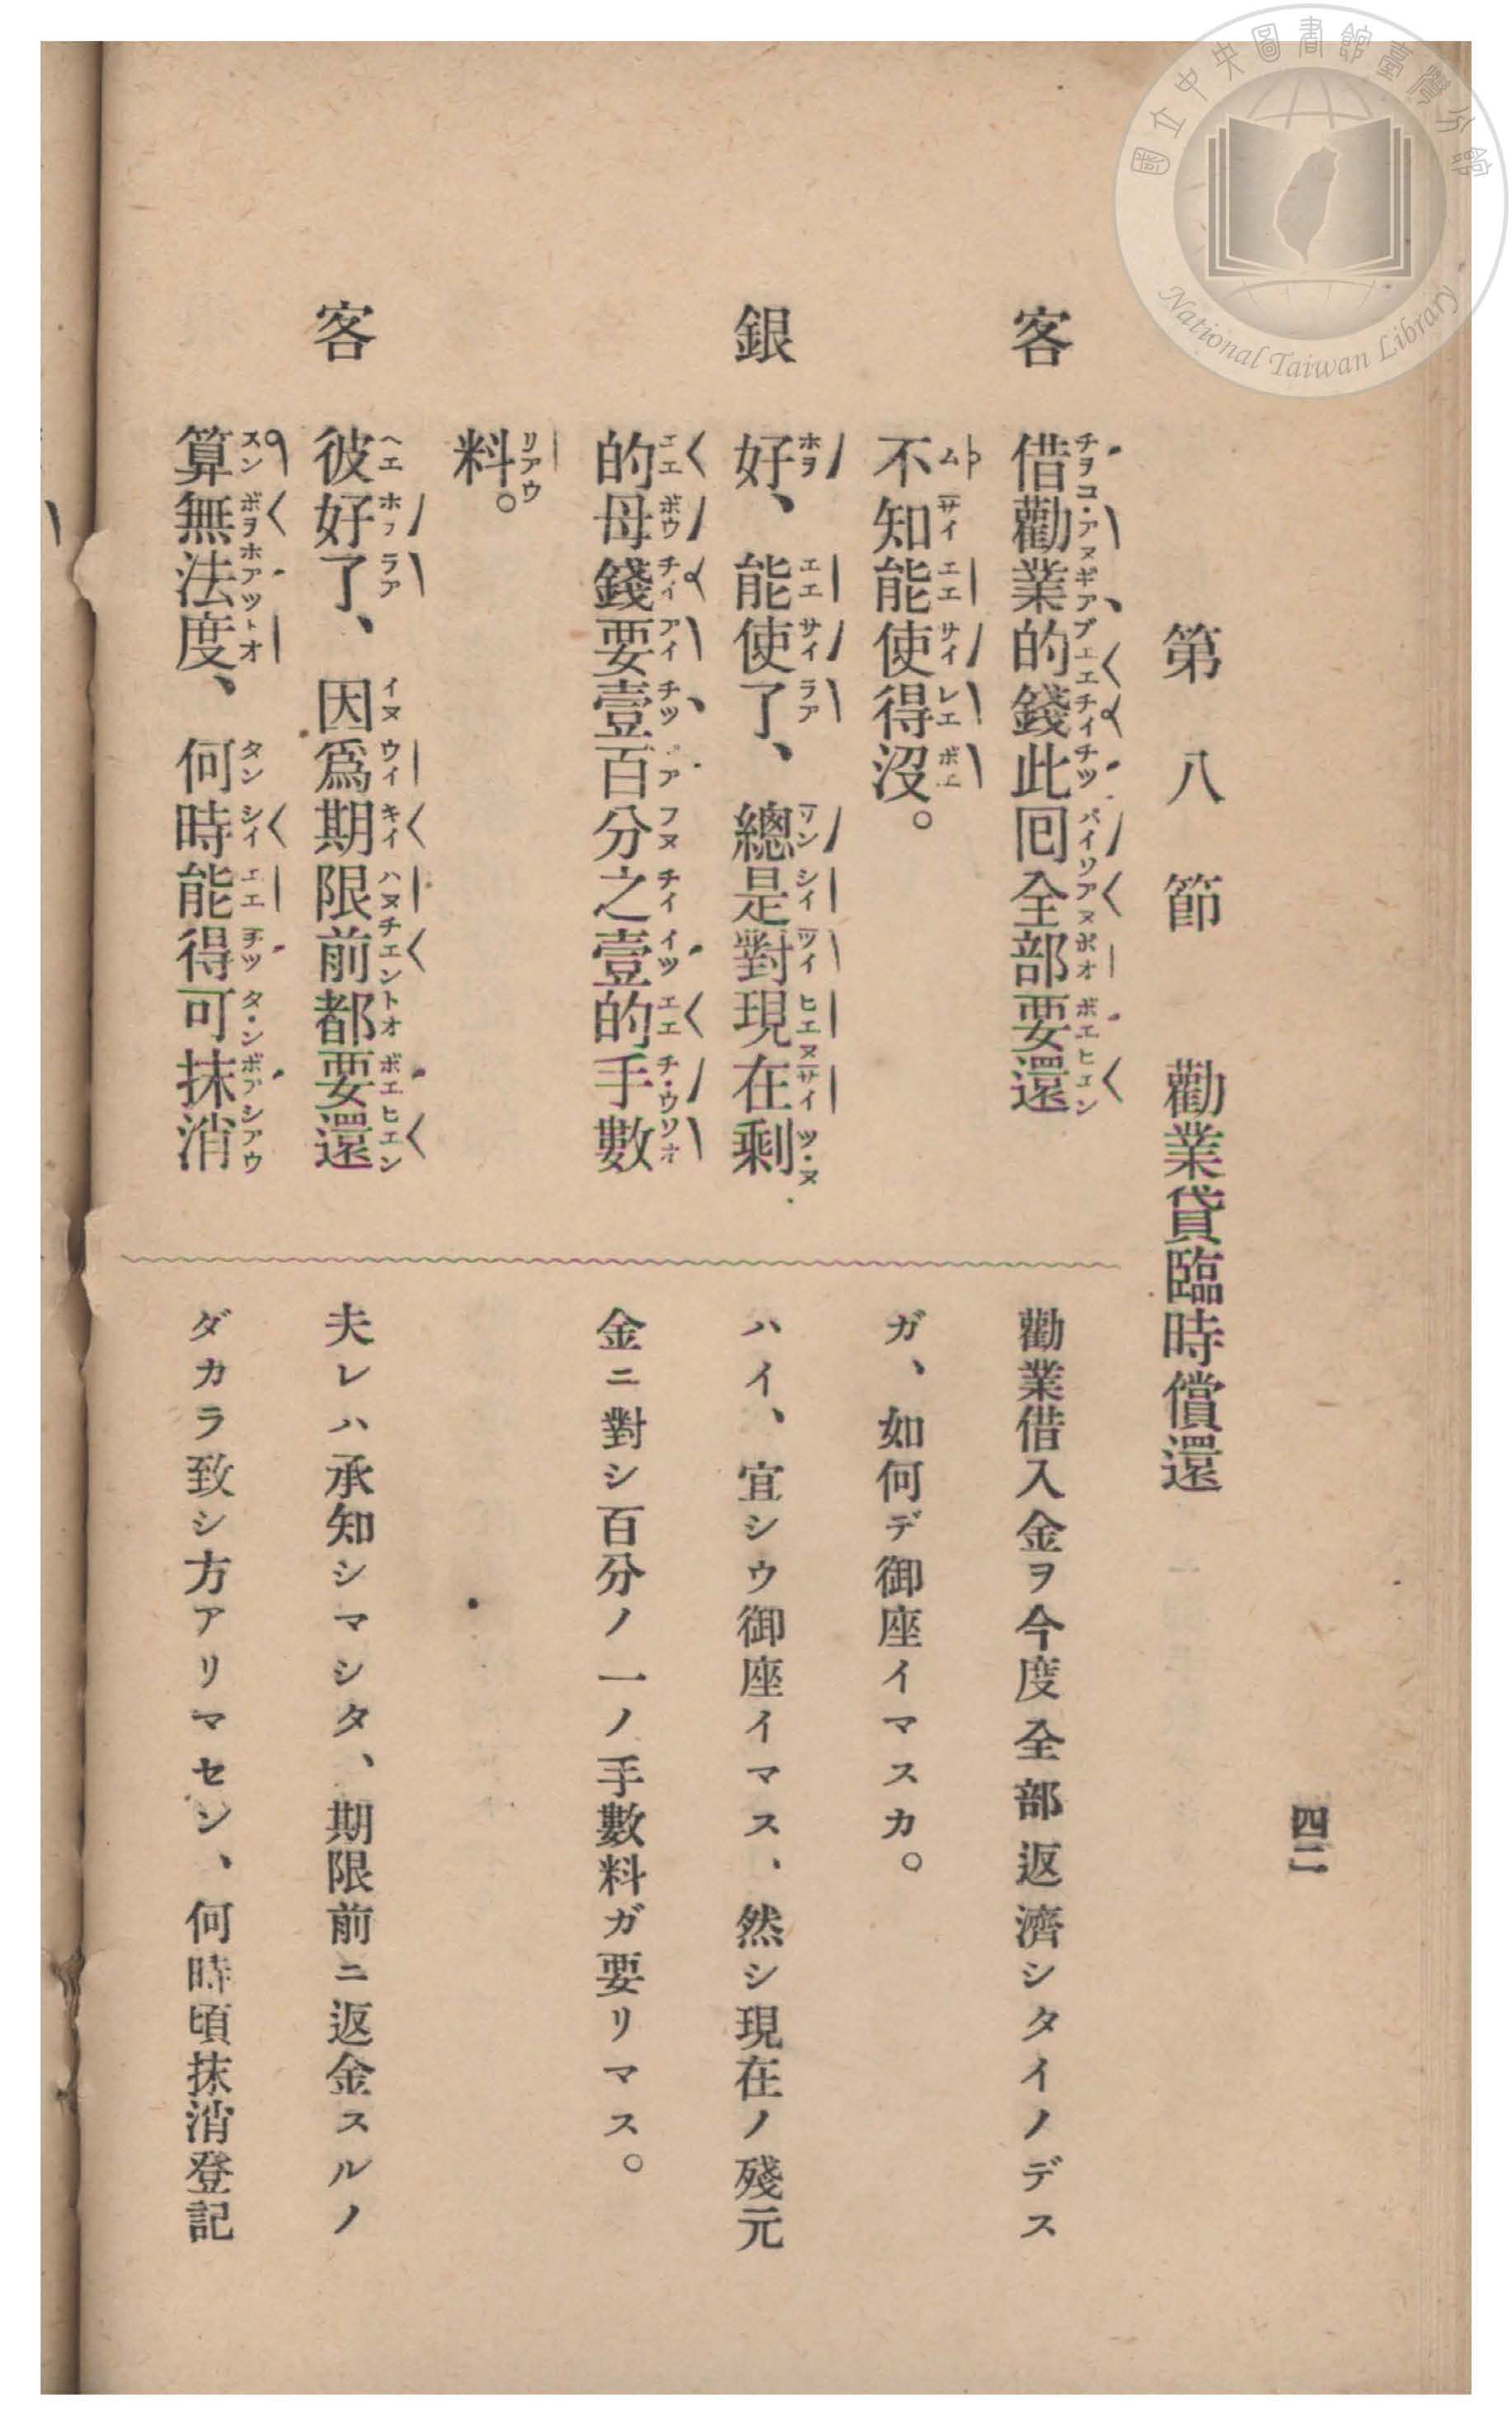 國立中央圖書館臺灣分館
National Taiwan Library
四二
第八節 勸業貸臨時償還
客 借勸業的錢此囘全部要還
不知能使得沒。
銀 好、能使了、總是對現在剩
的母錢要壹百分之壹的手數
料。
客 彼好了、因爲期限前都要還
算無法度、何時能得可抹消
勸業借入金ヲ今度全部返濟シタイノデス
ガ、如何デ御座イマスカ。
ハイ、宜シウ御座イマス、然シ現在ノ殘元
金ニ對シ百分ノ一ノ手數料ガ要リマス。
夫レハ承知シマシタ、期限前ニ返金スルノ
ダカラ致シ方アリマセン、何時頃抹消登記